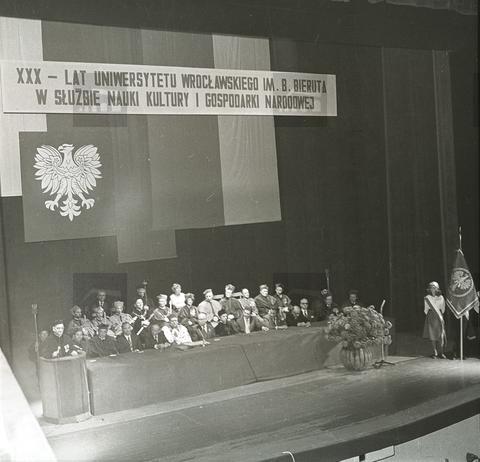 XXX - LAT UNIWERSYTETU WROCŁAWSKIEGO IM. B. BIERUTA
W SŁUŻBIE NAUKI KULTURY I GOSPODARKI NARODOWEJ